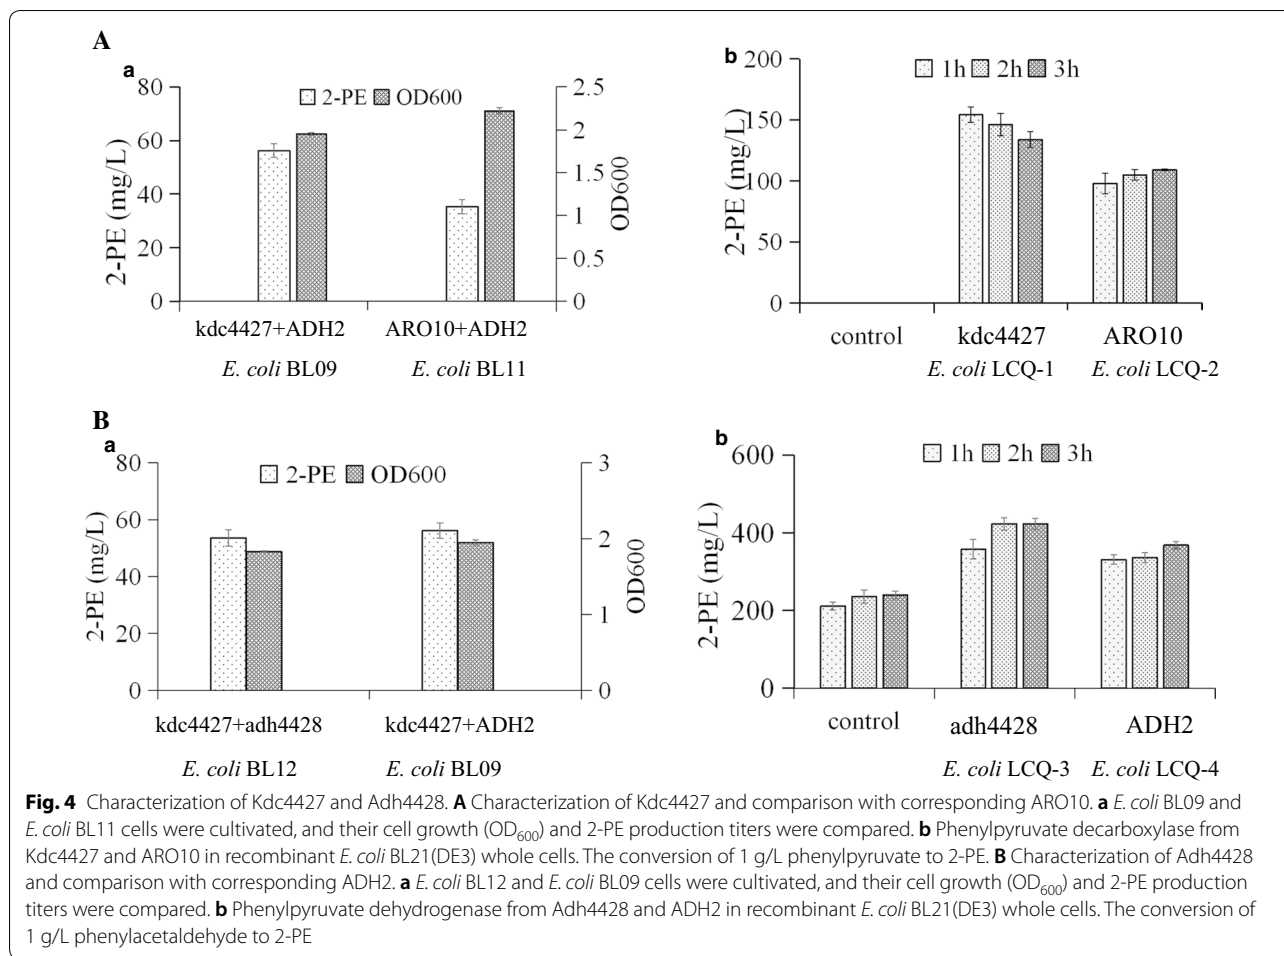 A
a
80
60
40
20
0
2-PE (mg/L)
2-PE OD600
2.5
2
1.5
1
2.5
0
OD600
kdc4427+ADH2 ARO10+ADH2
E. coli BL09 E. coli BL11
b
200
150
100
50
0
2-PE (mg/L)
1h 2h 3h
control kdc4427 ARO10
E. coli LCQ-1 E. coli LCQ-2
B
a
80
60
40
20
0
2-PE (mg/L)
2-PE OD600
3
2
1
0
OD600
kdc4427+adh4428 kdc4427+ADH2
E. coli BL12 E. coli BL09
b
600
400
200
0
2-PE (mg/L)
1h 2h 3h
control adh4428 ADH2
E. coli LCQ-3 E. coli LCQ-4
Fig. 4 Characterization of Kdc4427 and Adh4428. A Characterization of Kdc4427 and comparison with corresponding ARO10. a E. coli BL09 and
E. coli BL11 cells were cultivated, and their cell growth (OD600) and 2-PE production titers were compared. b Phenylpyruvate decarboxylase from
Kdc4427 and ARO10 in recombinant E. coli BL21(DE3) whole cells. The conversion of 1 g/L phenylpyruvate to 2-PE. B Characterization of Adh4428
and comparison with corresponding ADH2. a E. coli BL12 and E. coli BL09 cells were cultivated, and their cell growth (OD600) and 2-PE production
titers were compared. b Phenylpyruvate dehydrogenase from Adh4428 and ADH2 in recombinant E. coli BL21(DE3) whole cells. The conversion of
1 g/L phenylacetaldehyde to 2-PE